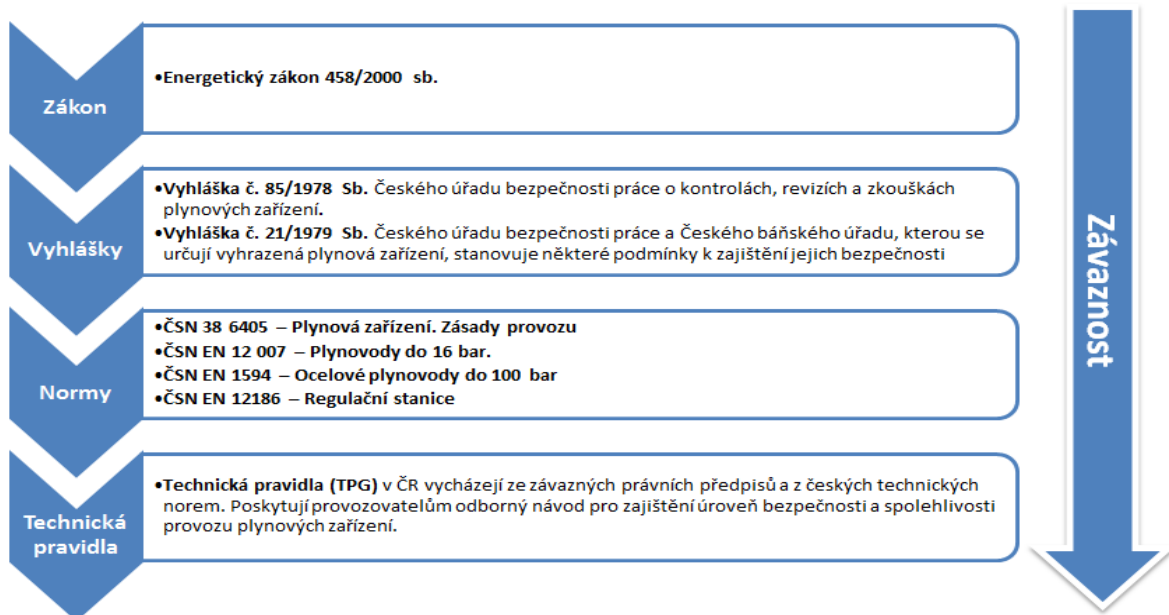 Zákon
•Energetický zákon 458/2000 sb.
Vyhlášky
•Vyhláška č. 85/1978 Sb. Českého úřadu bezpečnosti práce o kontrolách, revizích a zkouškách
plynových zařízení.
•Vyhláška č. 21/1979 Sb. Českého úřadu bezpečnosti práce a Českého báňského úřadu, kterou se
určují vyhrazená plynová zařízení, stanovuje některé podmínky k zajištění jejich bezpečnosti
Normy
•ČSN 38 6405 – Plynová zařízení. Zásady provozu
•ČSN EN 12 007 – Plynovody do 16 bar.
•ČSN EN 1594 – Ocelové plynovody do 100 bar
•ČSN EN 12186 – Regulační stanice
Technická
pravidla
•Technická pravidla (TPG) v ČR vycházejí ze závazných právních předpisů a z českých technických
norem. Poskytují provozovatelům odborný návod pro zajištění úroveň bezpečnosti a spolehlivosti
provozu plynových zařízení.
Závaznost